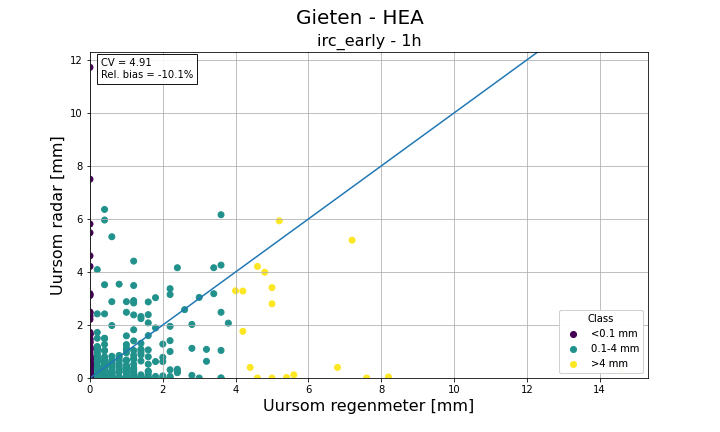 Gieten - HEA
irc_early - 1h
CV = 4.91
Rel. bias = -10.1%
Uursom radar [mm]
12
10
8
6
4
2
0
0 2 4 6 8 10 12 14
Uursom regenmeter [mm]
Class
<0.1 mm
0.1-4 mm
>4 mm